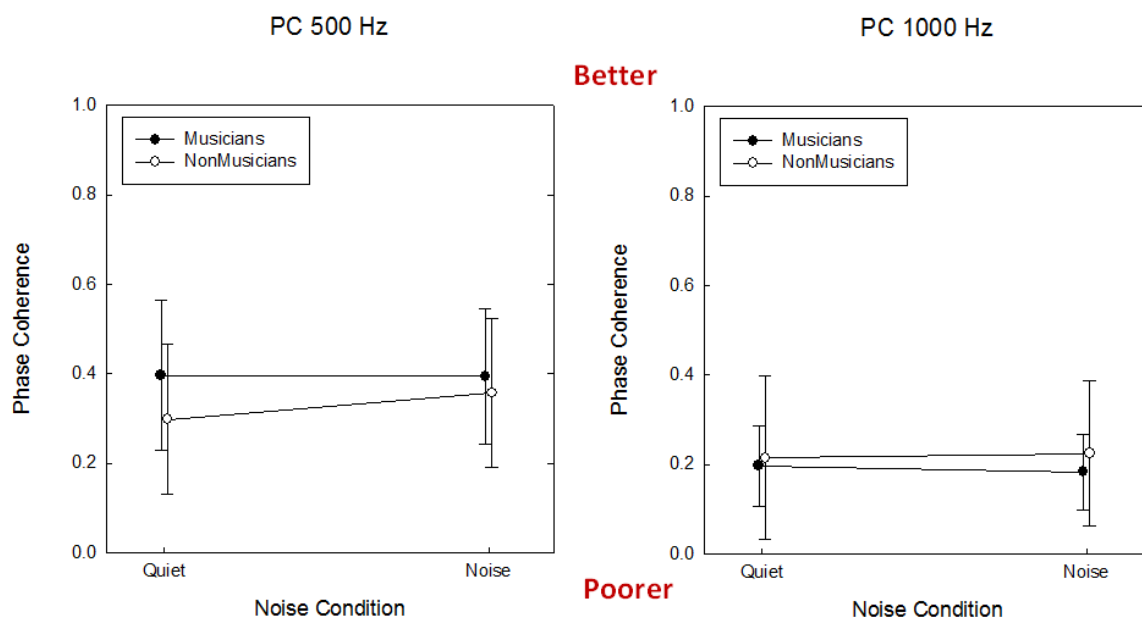 PC 500 Hz
PC 1000 Hz
Better
Musicians
NonMusicians
Phase Coherence
1.0
0.8
0.6
0.4
0.2
0.0
Quiet
Noise
Noise Condition
Musicians
NonMusicians
Phase Coherence
1.0
0.8
0.6
0.4
0.2
0.0
Quiet
Noise
Noise Condition
Poorer